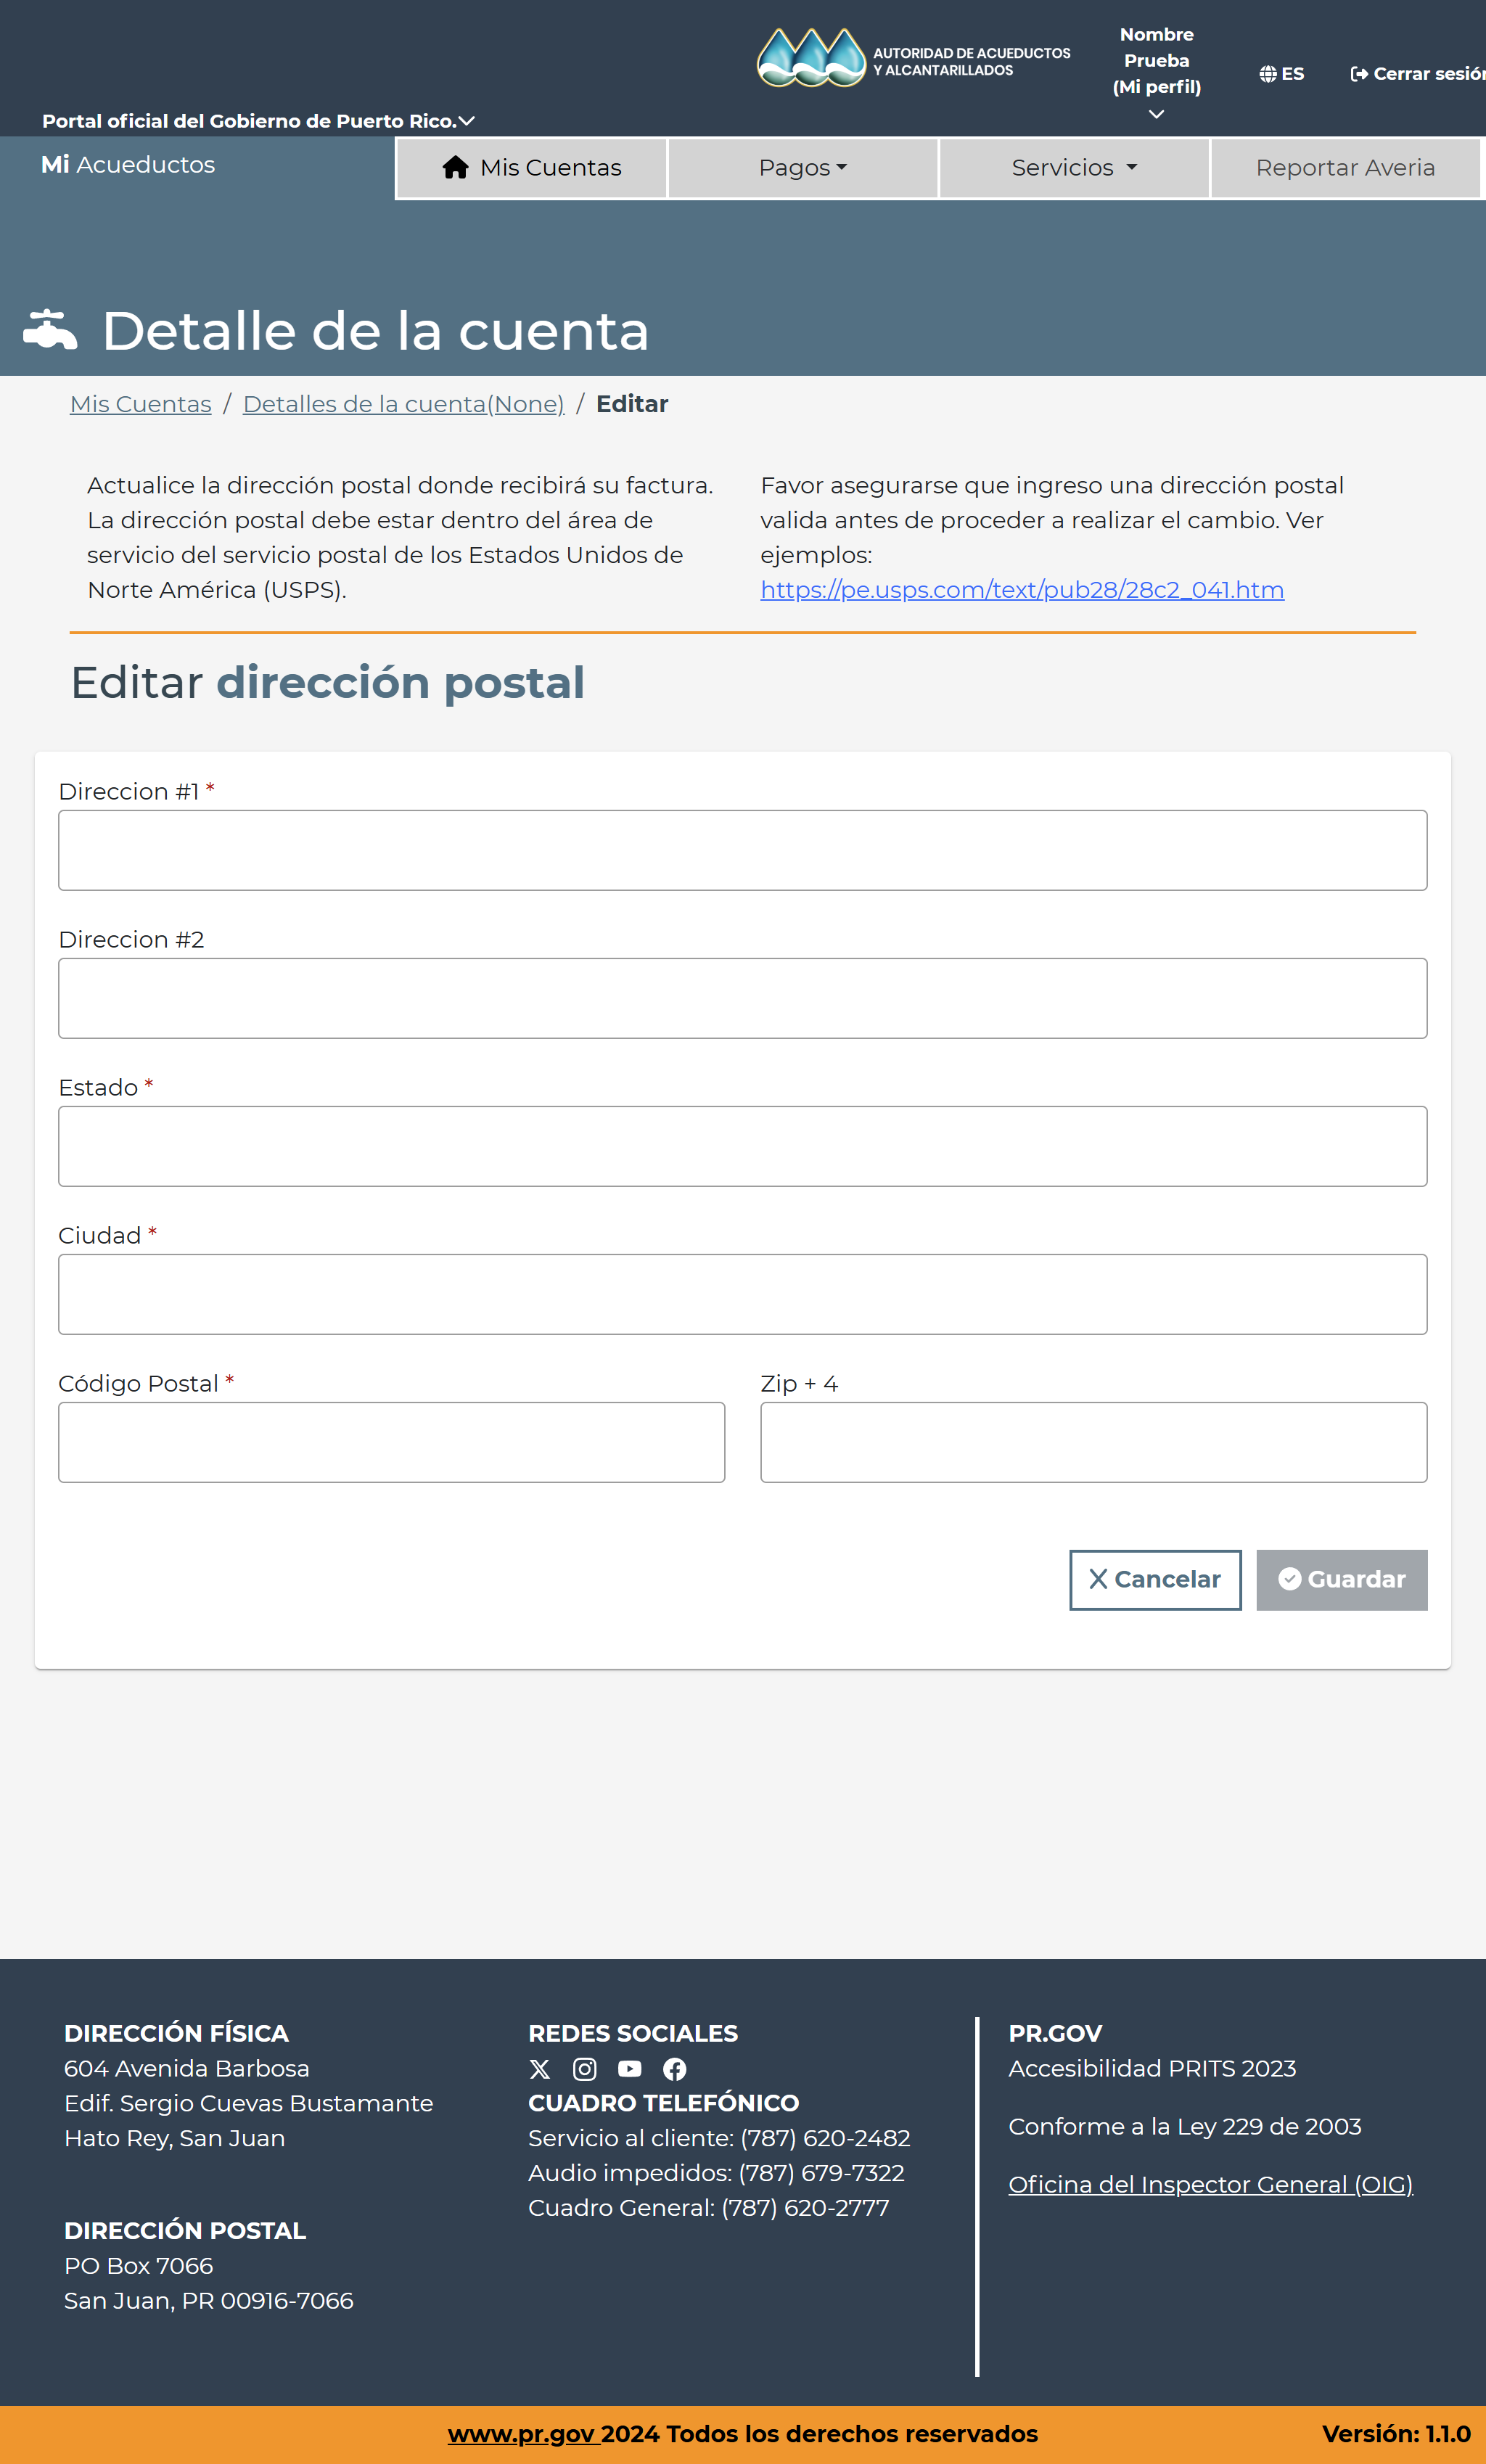 AUTORIDAD DE ACUEDUCTOS
Y ALCANTARILLADOS
Nombre
Prueba
(Mi perfil)
ES
Cerrar sesión
Portal oficial del Gobierno de Puerto Rico.
Mi Acueductos
Mis Cuentas
Pagos
Servicios
Reportar Averia
Detalle de la cuenta
Mis Cuentas / Detalles de la cuenta(None) / Editar
Actualice la dirección postal donde recibirá su factura.
La dirección postal debe estar dentro del área de
servicio del servicio postal de los Estados Unidos de
Norte América (USPS).
Favor asegurarse que ingreso una dirección postal
valida antes de proceder a realizar el cambio. Ver
ejemplos:
https://pe.usps.com/text/pub28/28c2_041.htm
Editar dirección postal
Direccion #1 *
Direccion #2
Estado *
Ciudad *
Código Postal *
Zip + 4
Cancelar
Guardar
DIRECCIÓN FÍSICA
604 Avenida Barbosa
Edif. Sergio Cuevas Bustamante
Hato Rey, San Juan
DIRECCIÓN POSTAL
PO Box 7066
San Juan, PR 00916-7066
REDES SOCIALES
CUADRO TELEFÓNICO
Servicio al cliente: (787) 620-2482
Audio impedidos: (787) 679-7322
Cuadro General: (787) 620-2777
PR.GOV
Accesibilidad PRITS 2023
Conforme a la Ley 229 de 2003
Oficina del Inspector General (OIG)
www.pr.gov 2024 Todos los derechos reservados
Versión: 1.1.0